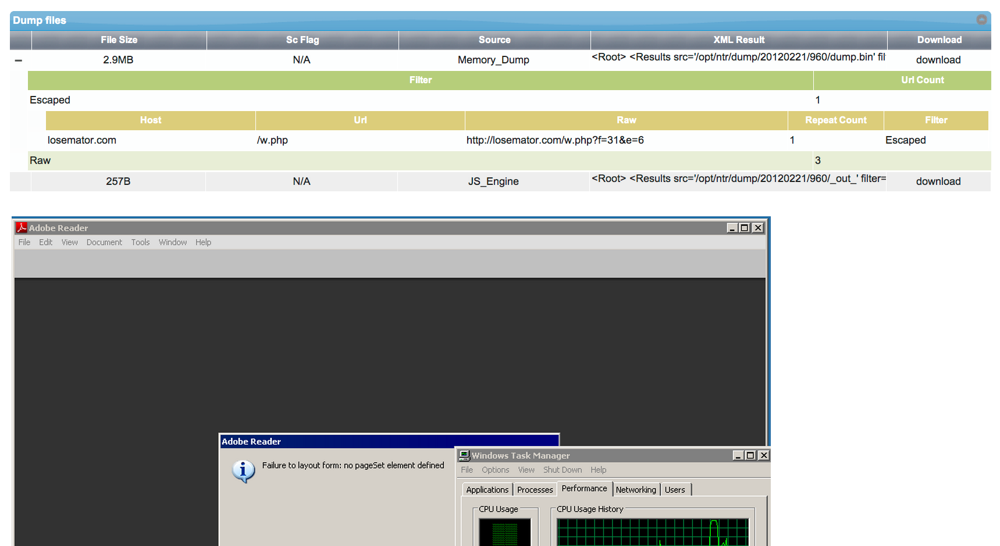 Dump files
File Size Sc Flag Source XML Result Download
2.9MB N/A Memory_Dump <Root> <Results src='/opt/ntr/dump/20120221/960/dump.bin' download
Filter Url Count
Escaped 1
Host Url Raw Repeat Count Filter
losemator.com /w.php http://losemator.com/w.php?f=31&e=6 1 Escaped
Raw 3
257B N/A JS_Engine <Root> <Results src='/opt/ntr/dump/20120221/960/_out_' filter= download
Adobe Reader
File Edit View Document Tools Window Help
Adobe Reader
Failure to layout form: no pageSet element defined
Windows Task Manager
File Options View Shut Down Help
Applications Processes Performance Networking Users
CPU Usage CPU Usage History